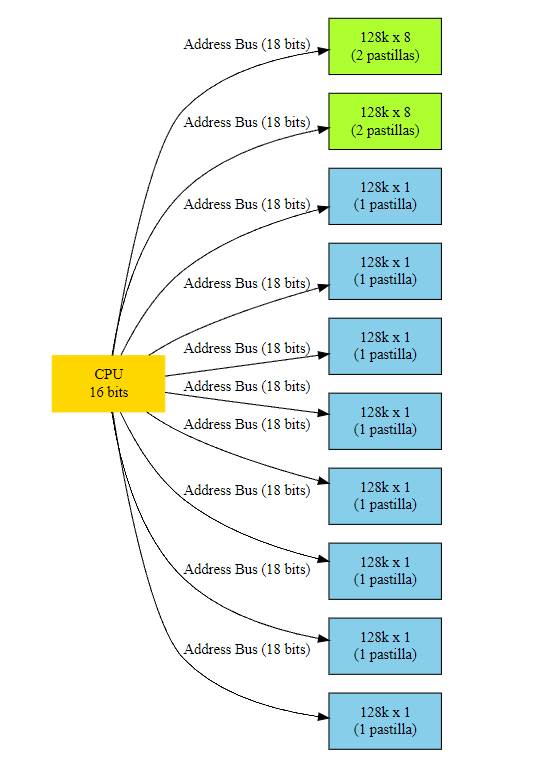 Address Bus (18 bits)
128k x 8
(2 pastillas)
Address Bus (18 bits)
128k x 8
(2 pastillas)
Address Bus (18 bits)
128k x 1
(1 pastilla)
Address Bus (18 bits)
128k x 1
(1 pastilla)
Address Bus (18 bits)
128k x 1
(1 pastilla)
CPU
16 bits
Address Bus (18 bits)
128k x 1
(1 pastilla)
Address Bus (18 bits)
128k x 1
(1 pastilla)
Address Bus (18 bits)
128k x 1
(1 pastilla)
Address Bus (18 bits)
128k x 1
(1 pastilla)
Address Bus (18 bits)
128k x 1
(1 pastilla)